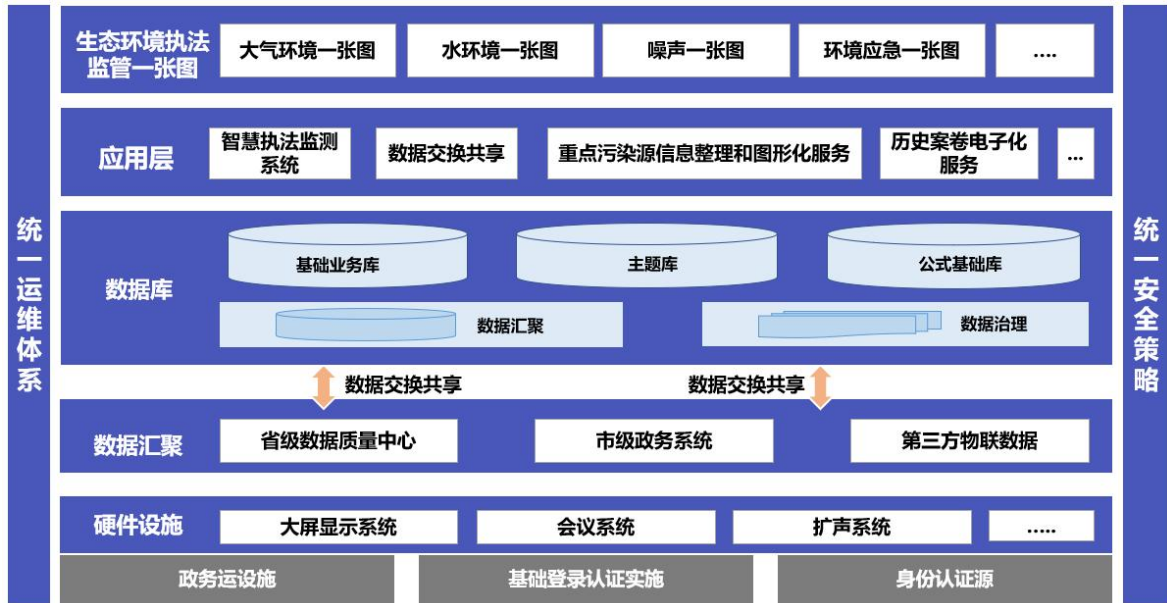 生态环境执法
监管一张图
大气环境一张图
水环境一张图
噪声一张图
环境应急一张图
....
应用层
智慧执法监测
系统
数据交换共享
重点污染源信息整理和图形化服务
历史案卷电子化
服务
...
统一运维体系
统一安全策略
数据库
基础业务库
主题库
公式基础库
数据汇聚
数据治理
数据交换共享
数据交换共享
数据汇聚
省级数据质量中心
市级政务系统
第三方物联数据
硬件设施
大屏显示系统
会议系统
扩声系统
.....
政务运设施
基础登录认证实施
身份认证源